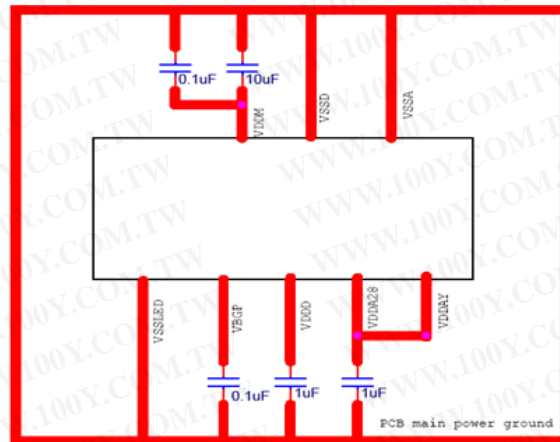 WWW.100Y.COM.TW
0.1uF
10uF
VDDM
VSSD
VSSA
VSSLED
VBGP
VDDD
VDDA28
VDDAY
0.1uF
1uF
1uF
PCB main power ground